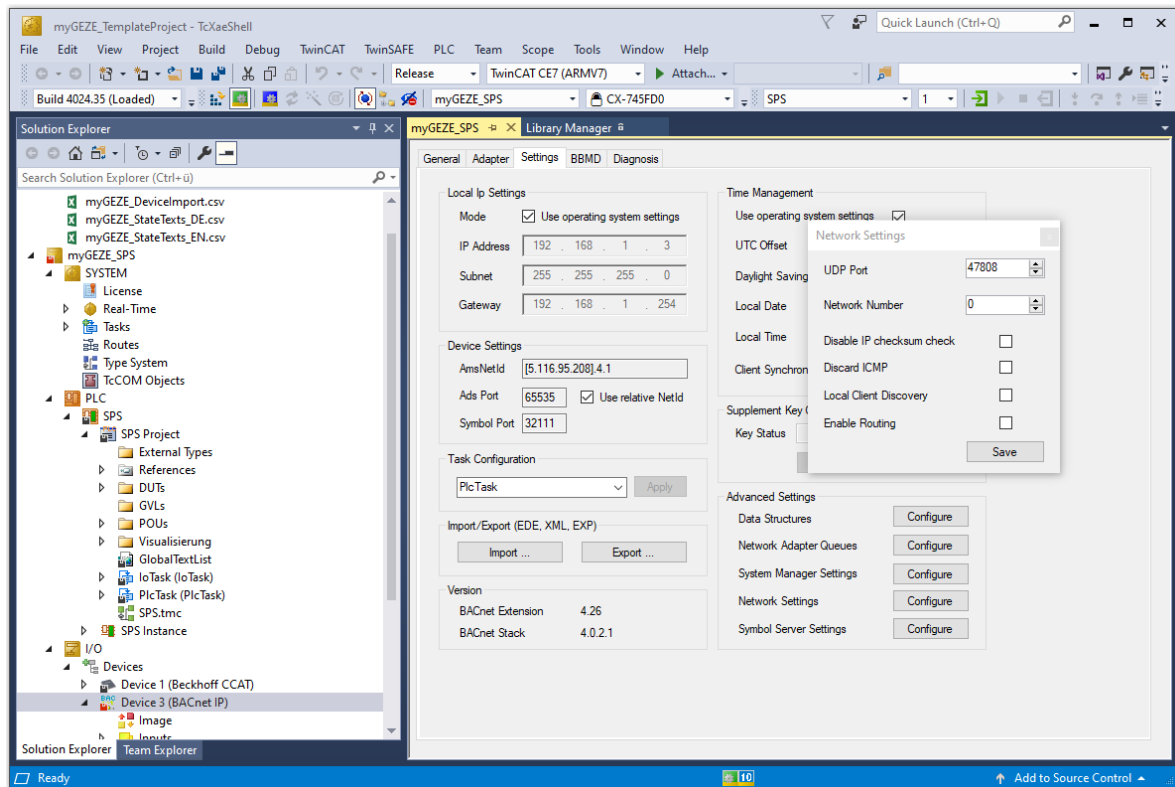 myGEZE_TemplateProject - TcXaeShell
Quick Launch (Ctrl+Q)
File Edit View Project Build Debug TwinCAT TwinSAFE PLC Team Scope Tools Window Help
Release TwinCAT CE7 (ARMV7) Attach...
Build 4024.35 (Loaded) myGEZE_SPS CX-745FD0 SPS 1
Solution Explorer
Search Solution Explorer (Ctrl+ü)
myGEZE_DeviceImport.csv
myGEZE_StateTexts_DE.csv
myGEZE_StateTexts_EN.csv
myGEZE_SPS
SYSTEM
License
Real-Time
Tasks
Routes
Type System
TcCOM Objects
PLC
SPS
SPS Project
External Types
References
DUTs
GVLs
POUs
Visualisierung
GlobalTextList
IoTask (IoTask)
PlcTask (PlcTask)
SPS.tmc
SPS Instance
I/O
Devices
Device 1 (Beckhoff CCAT)
Device 3 (BACnet IP)
Image
Inputs
Solution Explorer Team Explorer
myGEZE_SPS Library Manager
General Adapter Settings BBMD Diagnosis
Local Ip Settings
Mode Use operating system settings
IP Address 192 . 168 . 1 . 3
Subnet 255 . 255 . 255 . 0
Gateway 192 . 168 . 1 . 254
Device Settings
AmsNetId [5.116.95.208].4.1
Ads Port 65535 Use relative NetId
Symbol Port 32111
Task Configuration
PlcTask Apply
Import/Export (EDE, XML, EXP)
Import ... Export ...
Version
BACnet Extension 4.26
BACnet Stack 4.0.2.1
Time Management
Use operating system settings
UTC Offset
Daylight Saving
Local Date
Local Time
Client Synchron
Supplement Key
Key Status
Network Settings
UDP Port 47808
Network Number 0
Disable IP checksum check
Discard ICMP
Local Client Discovery
Enable Routing
Save
Advanced Settings
Data Structures Configure
Network Adapter Queues Configure
System Manager Settings Configure
Network Settings Configure
Symbol Server Settings Configure
Ready
10
Add to Source Control